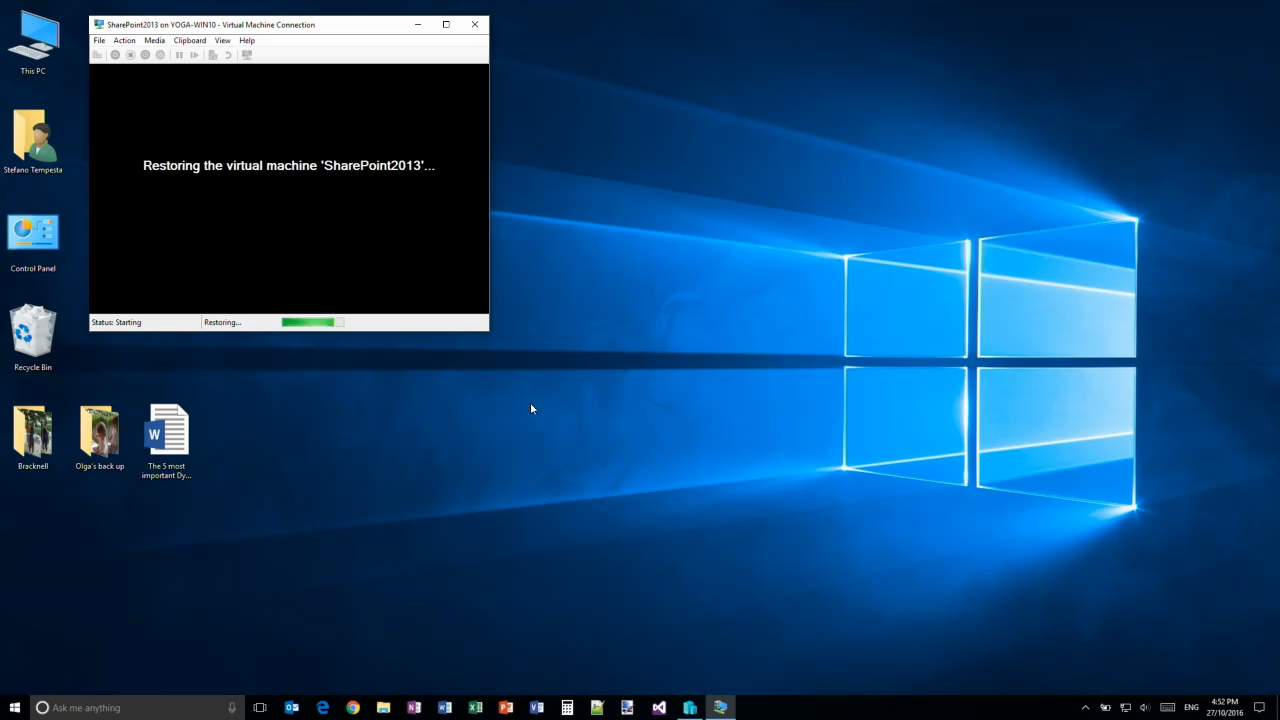 SharePoint2013 on YOGA-WIN10 - Virtual Machine Connection
File Action Media Clipboard View Help
Restoring the virtual machine 'SharePoint2013'...
Status: Starting Restoring...
This PC
Stefano Tempesta
Control Panel
Recycle Bin
Bracknell
Olga's back up
The 5 most
important Dy...
Ask me anything
ENG
4:52 PM
27/10/2016